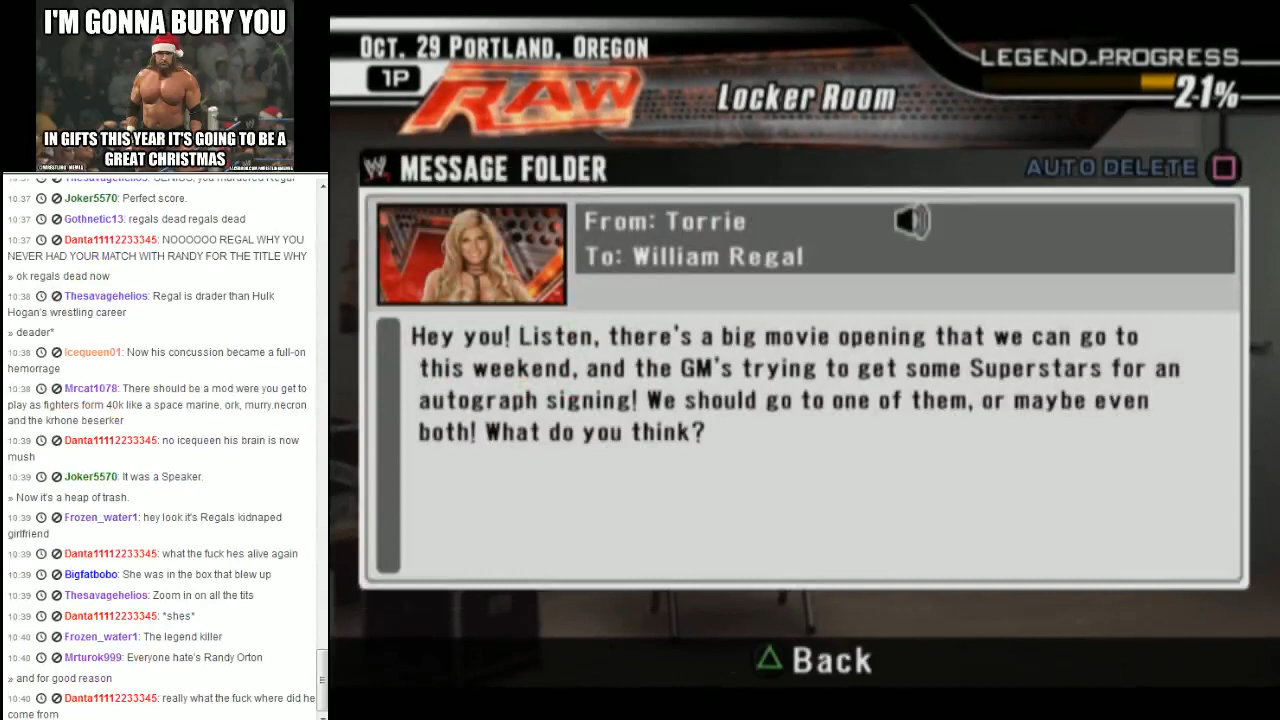 I'M GONNA BURY YOU
IN GIFTS THIS YEAR IT'S GOING TO BE A
GREAT CHRISTMAS
10:37 Joker5570: Perfect score.
10:37 Gothnetic13: regals dead regals dead
10:37 Danta11112233345: NOOOOOO REGAL WHY YOU
NEVER HAD YOUR MATCH WITH RANDY FOR THE TITLE WHY
» ok regals dead now
10:38 Thesavagehelios: Regal is drader than Hulk
Hogan's wrestling career
» deader*
10:38 Icequeen01: Now his concussion became a full-on
hemorrage
10:38 Mrcat1078: There should be a mod were you get to
play as fighters form 40k like a space marine, ork, murry.necron
and the krhone beserker
10:39 Danta11112233345: no icequeen his brain is now
mush
10:39 Joker5570: It was a Speaker.
» Now it's a heap of trash.
10:39 Frozen_water1: hey look it's Regals kidnaped
girlfriend
10:39 Danta11112233345: what the fuck hes alive again
10:39 Bigfatbobo: She was in the box that blew up
10:39 Thesavagehelios: Zoom in on all the tits
10:39 Danta11112233345: *shes*
10:40 Frozen_water1: The legend killer
10:40 Mrturok999: Everyone hate's Randy Orton
» and for good reason
10:40 Danta11112233345: really what the fuck where did he
come from
OCT. 29 PORTLAND, OREGON
1P
RAW
LOCKER ROOM
LEGEND PROGRESS
21%
MESSAGE FOLDER
AUTO DELETE
From: Torrie
To: William Regal
Hey you! Listen, there's a big movie opening that we can go to
this weekend, and the GM's trying to get some Superstars for an
autograph signing! We should go to one of them, or maybe even
both! What do you think?
Back